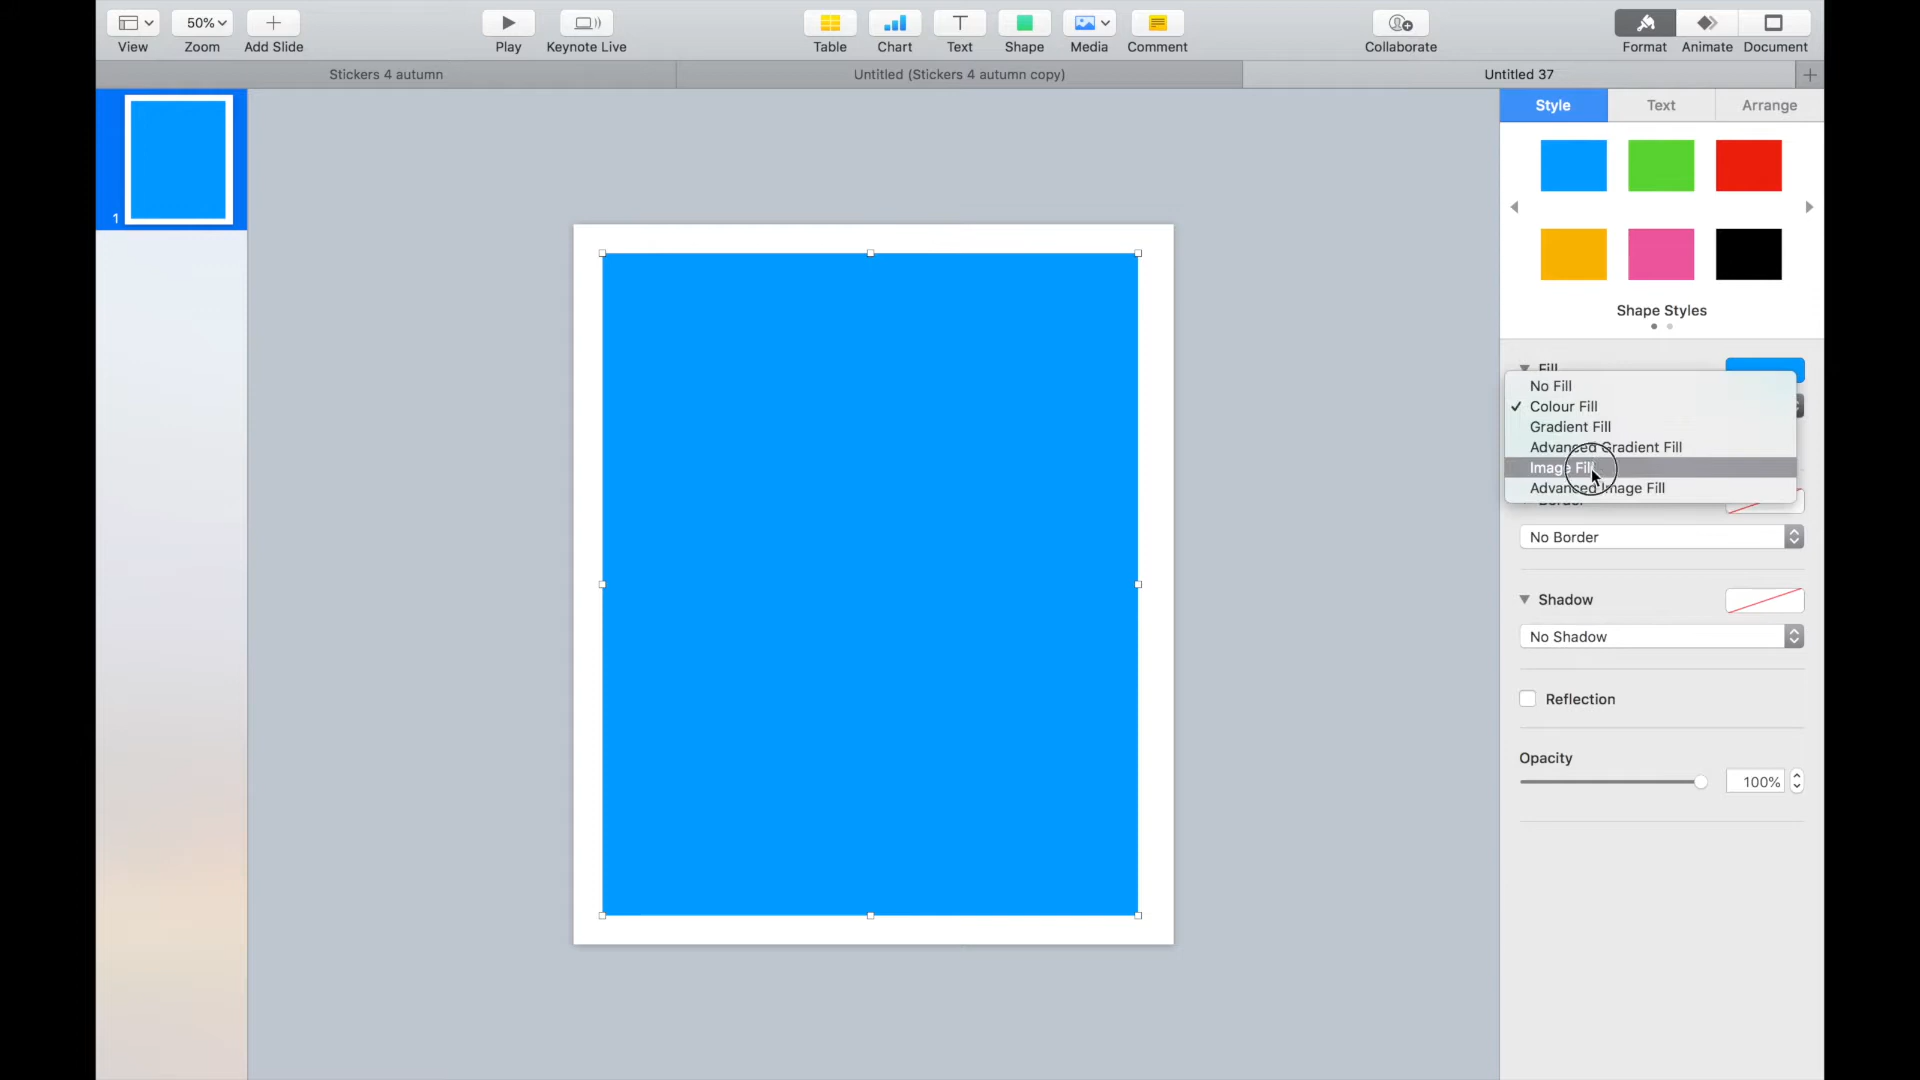 50%
View
Zoom
Add Slide
Play
Keynote Live
Table
Chart
Text
Shape
Media
Comment
Collaborate
Format
Animate
Document
Stickers 4 autumn
Untitled (Stickers 4 autumn copy)
Untitled 37
1
Style
Text
Arrange
Shape Styles
Fill
No Fill
Colour Fill
Gradient Fill
Advanced Gradient Fill
Image Fill
Advanced Image Fill
Border
No Border
Shadow
No Shadow
Reflection
Opacity
100%